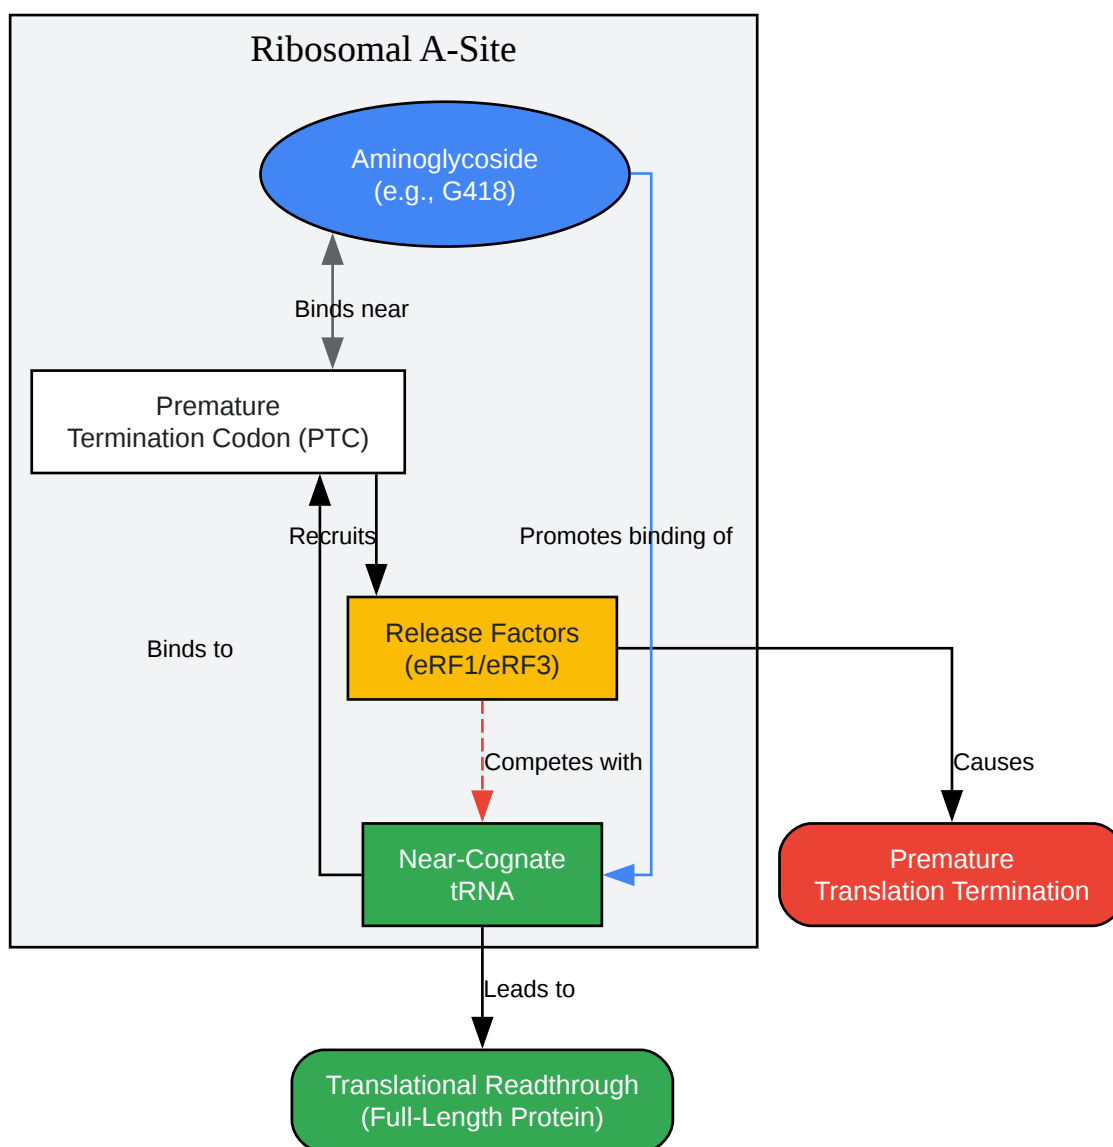 Ribosomal A-Site
Aminoglycoside
(e.g., G418)
Binds near
Premature
Termination Codon (PTC)
Recruits
Promotes binding of
Release Factors
(eRF1/eRF3)
Binds to
Competes with
Causes
Near-Cognate
tRNA
Premature
Translation Termination
Leads to
Translational Readthrough
(Full-Length Protein)